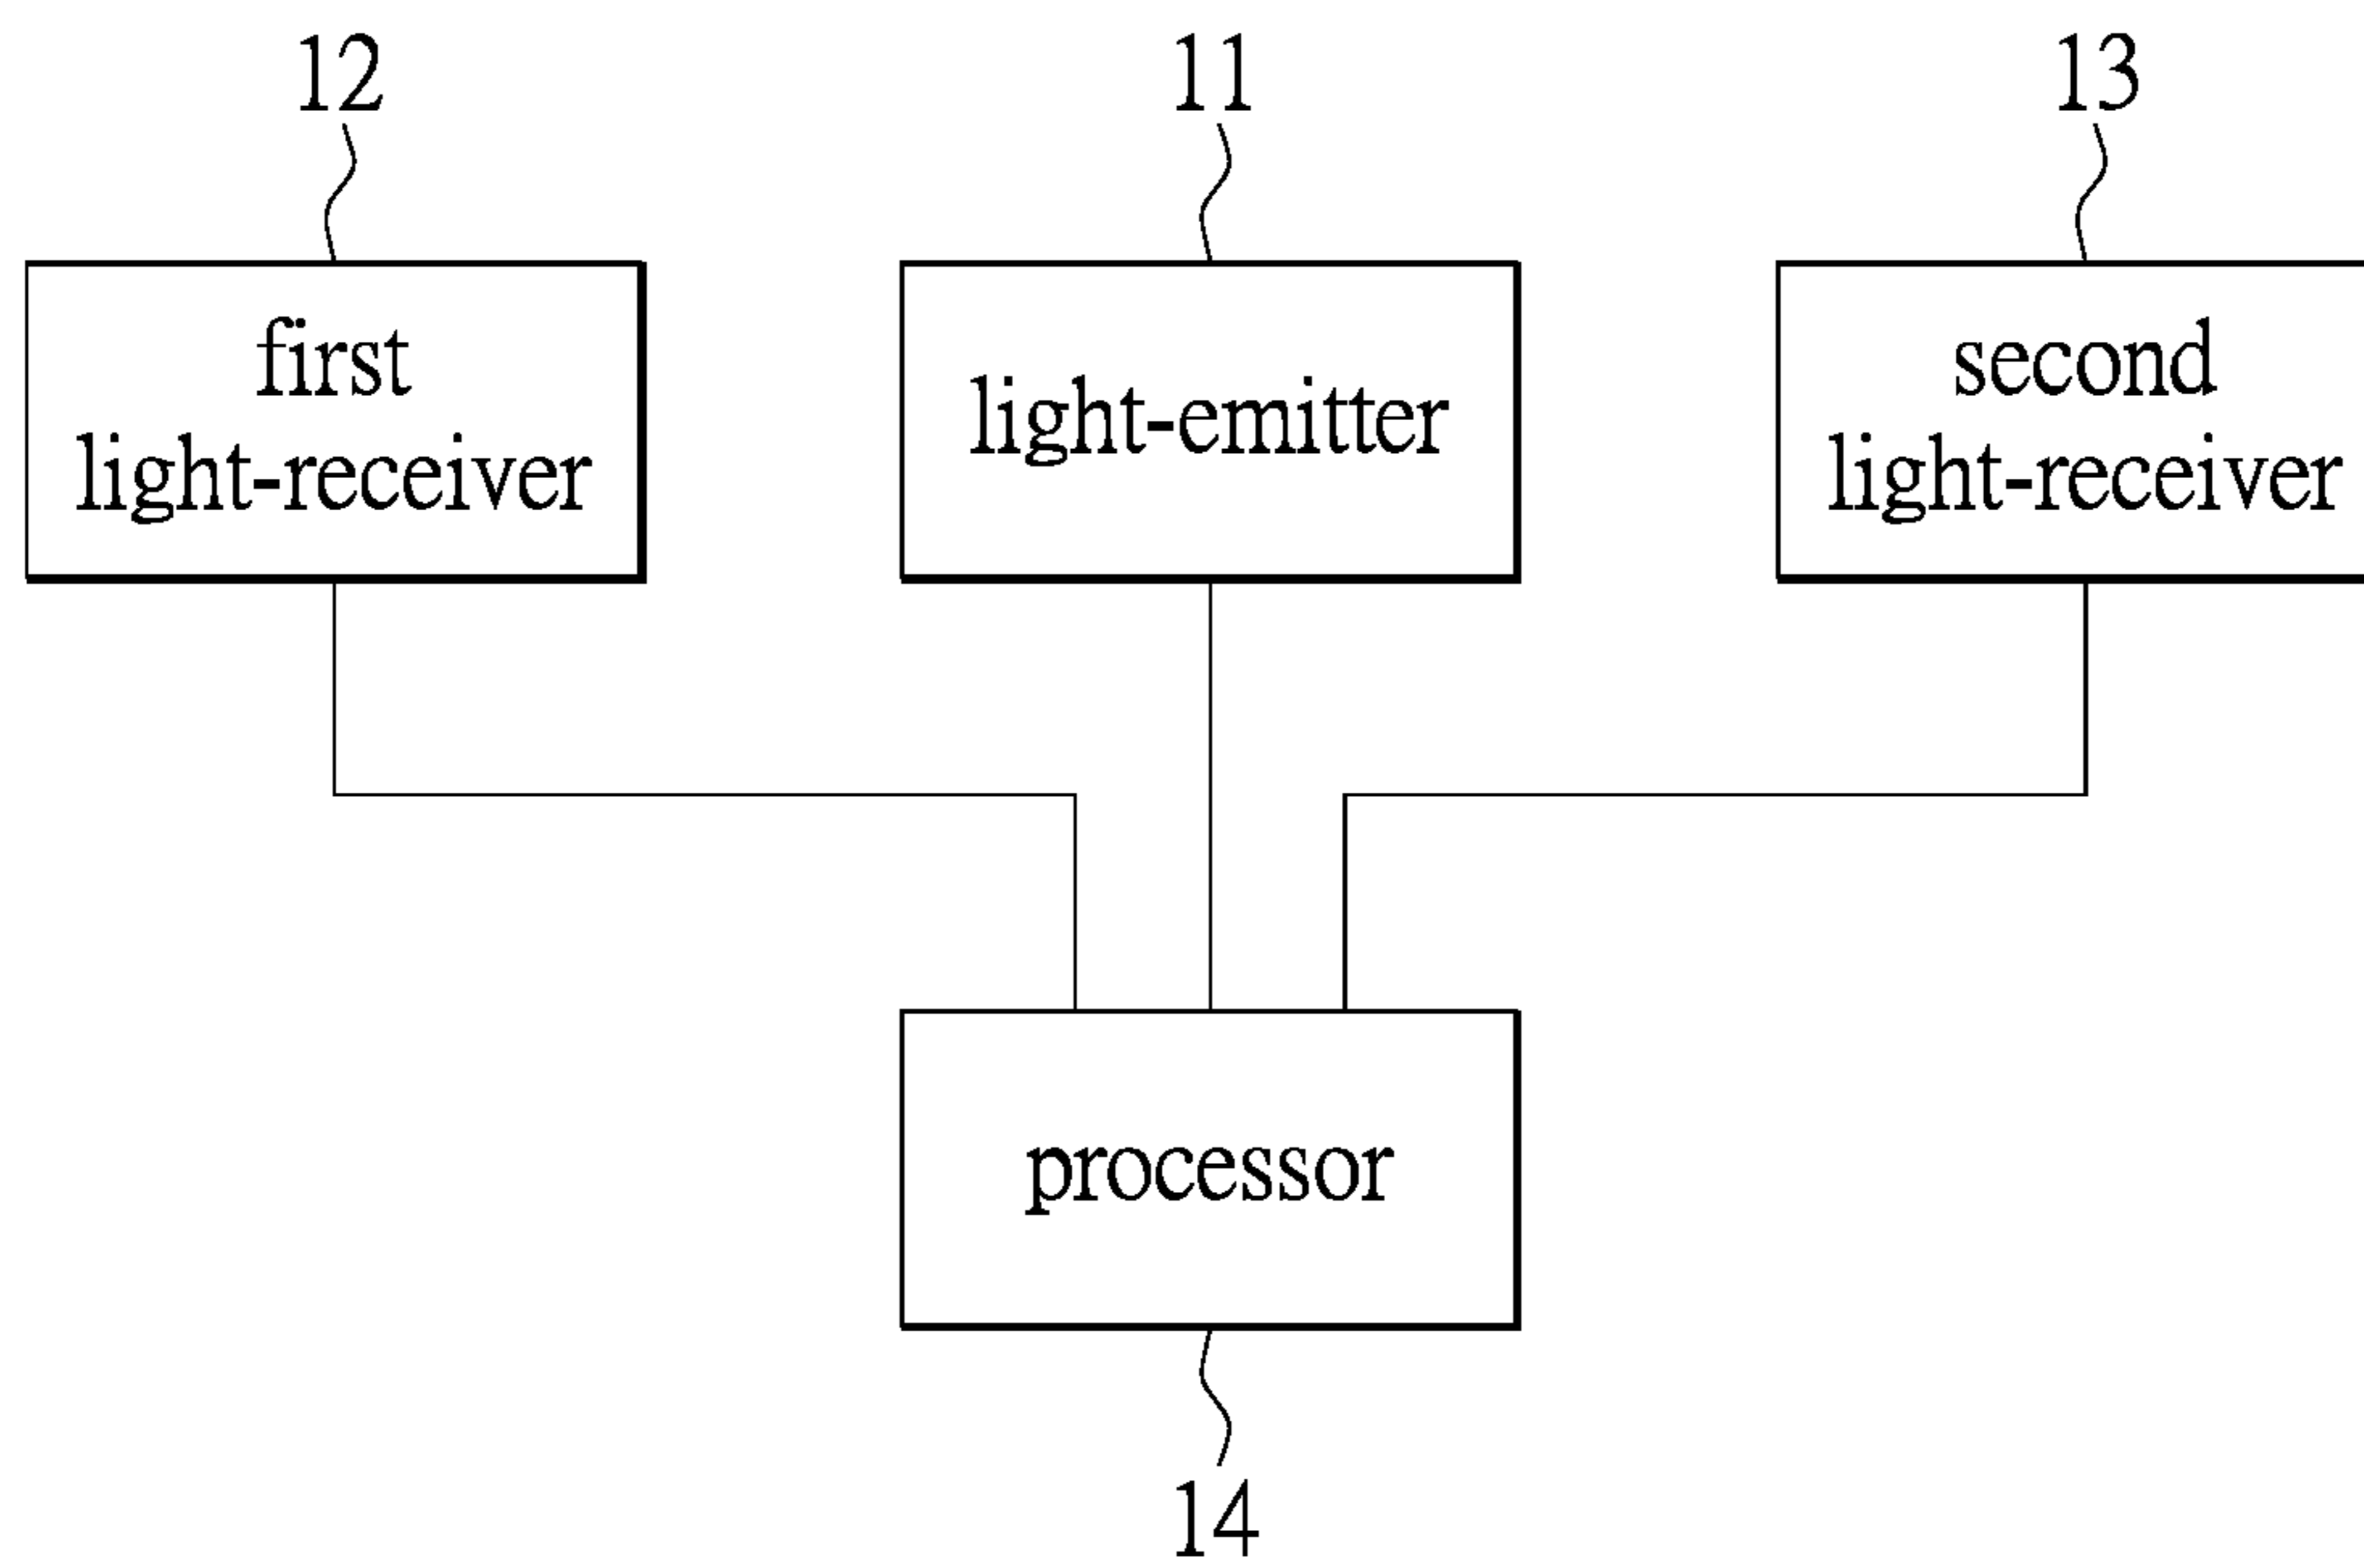 12
11
13
first
light-receiver
light-emitter
second
light-receiver
processor
14